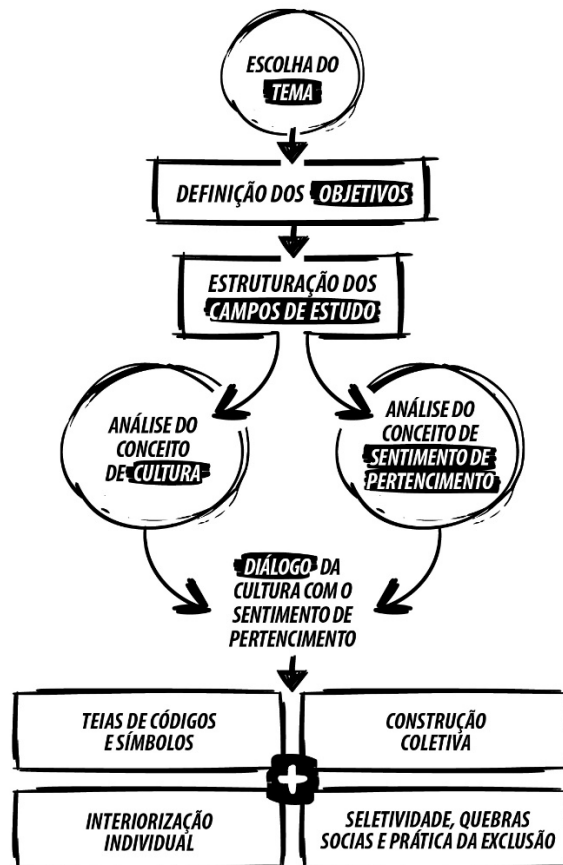 ESCOLHA DO
TEMA
DEFINIÇÃO DOS OBJETIVOS
ESTRUTURAÇÃO DOS
CAMPOS DE ESTUDO
ANÁLISE DO
CONCEITO
DE CULTURA
ANÁLISE DO
CONCEITO DE
SENTIMENTO DE
PERTENCIMENTO
DIÁLOGO DA
CULTURA COM O
SENTIMENTO DE
PERTENCIMENTO
TEIAS DE CÓDIGOS
E SÍMBOLOS
CONSTRUÇÃO
COLETIVA
+
INTERIORIZAÇÃO
INDIVIDUAL
SELETIVIDADE, QUEBRAS
SOCIAS E PRÁTICA DA EXCLUSÃO